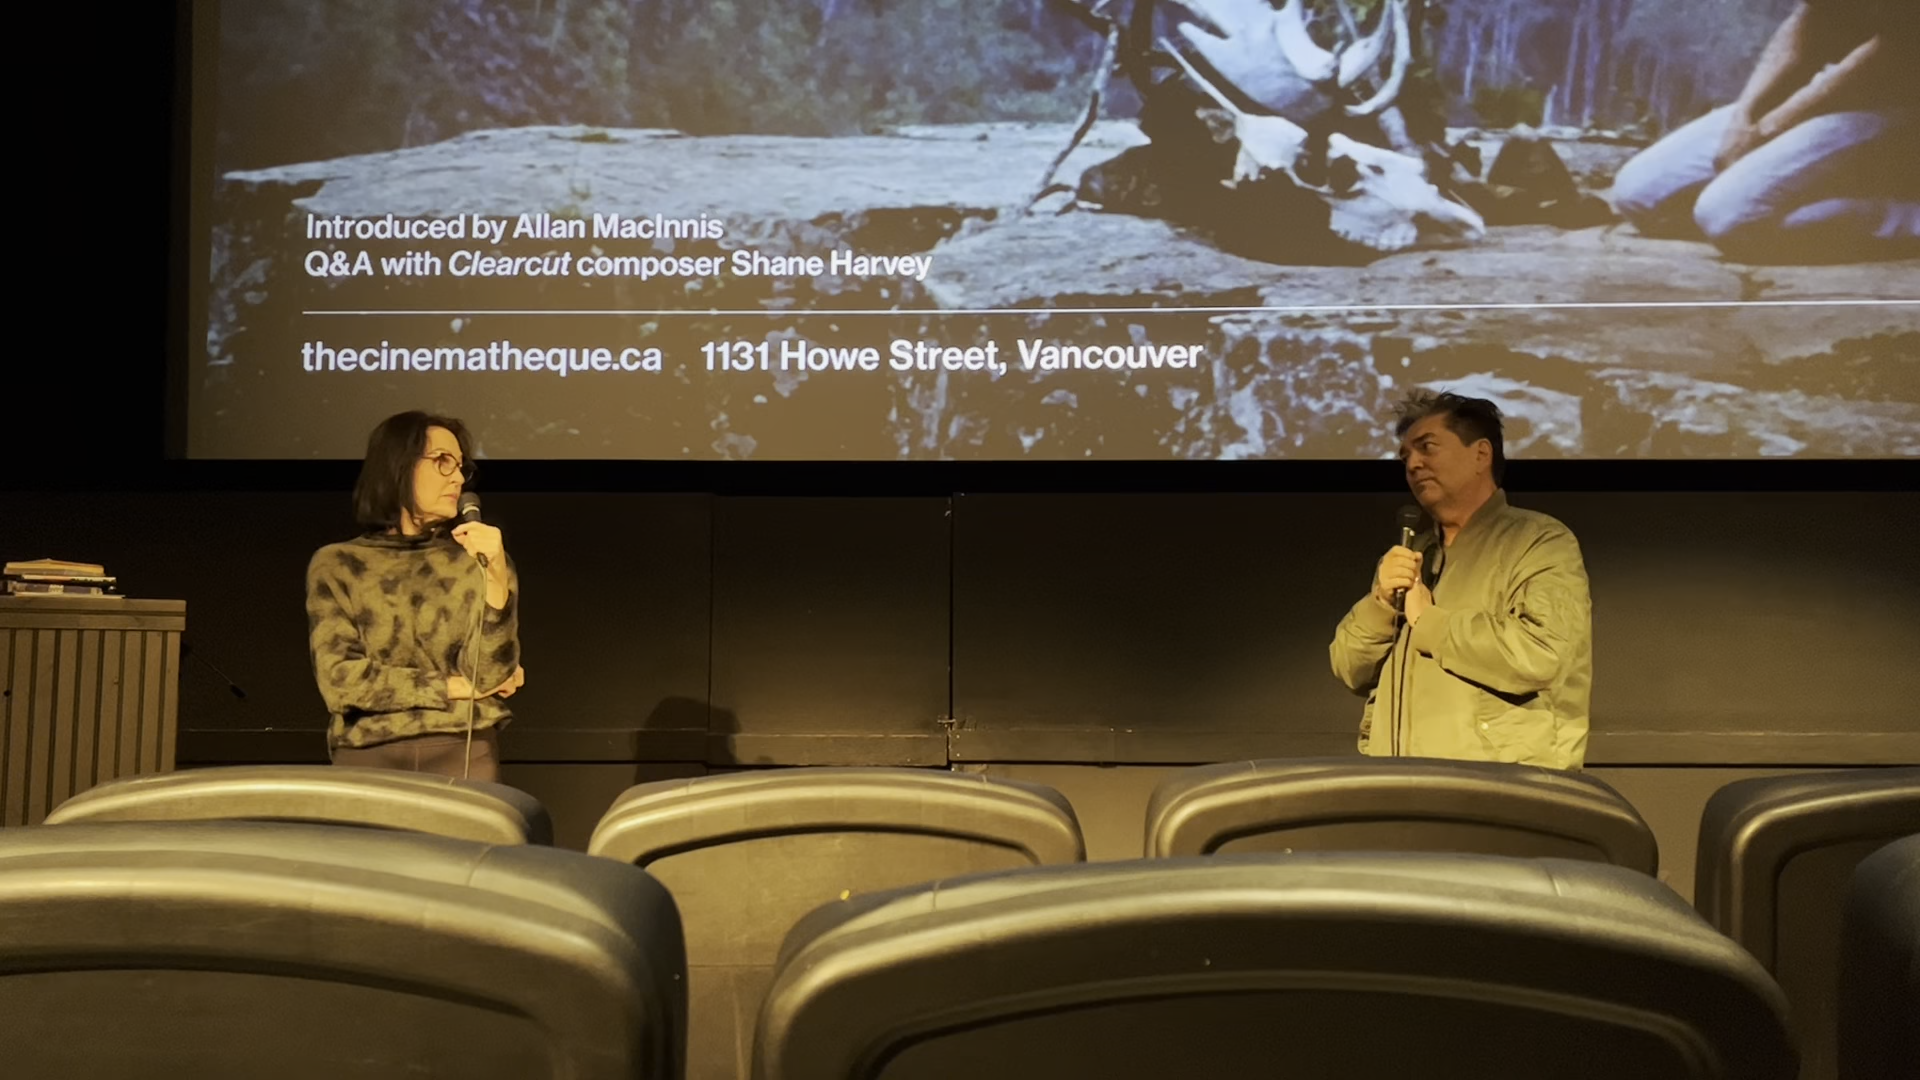 Introduced by Allan MacInnis
Q&A with Clearcut composer Shane Harvey
thecinematheque.ca 1131 Howe Street, Vancouver